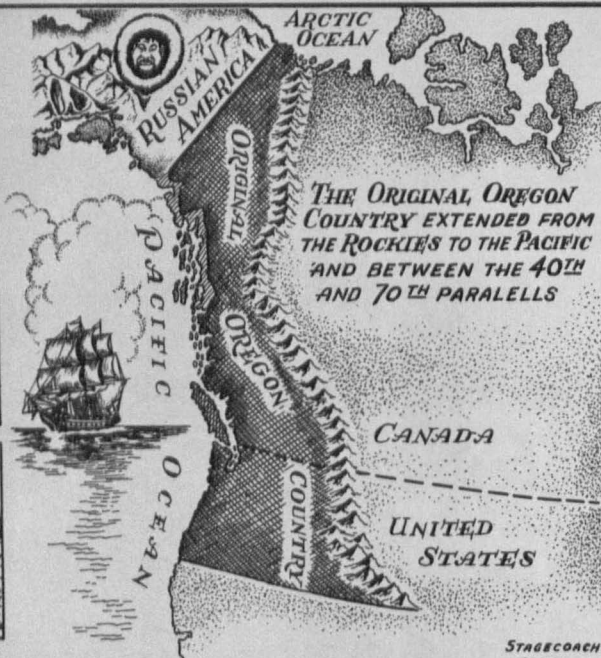 ARCTIC
OCEAN
RUSSIAN
AMERICA
ORIGINAL
THE ORIGINAL OREGON
COUNTRY EXTENDED FROM
THE ROCKIES TO THE PACIFIC
AND BETWEEN THE 40TH
AND 70TH PARALELLS
PACIFIC
OREGON
CANADA
OCEAN
COUNTRY
UNITED
STATES
STAGECOACH